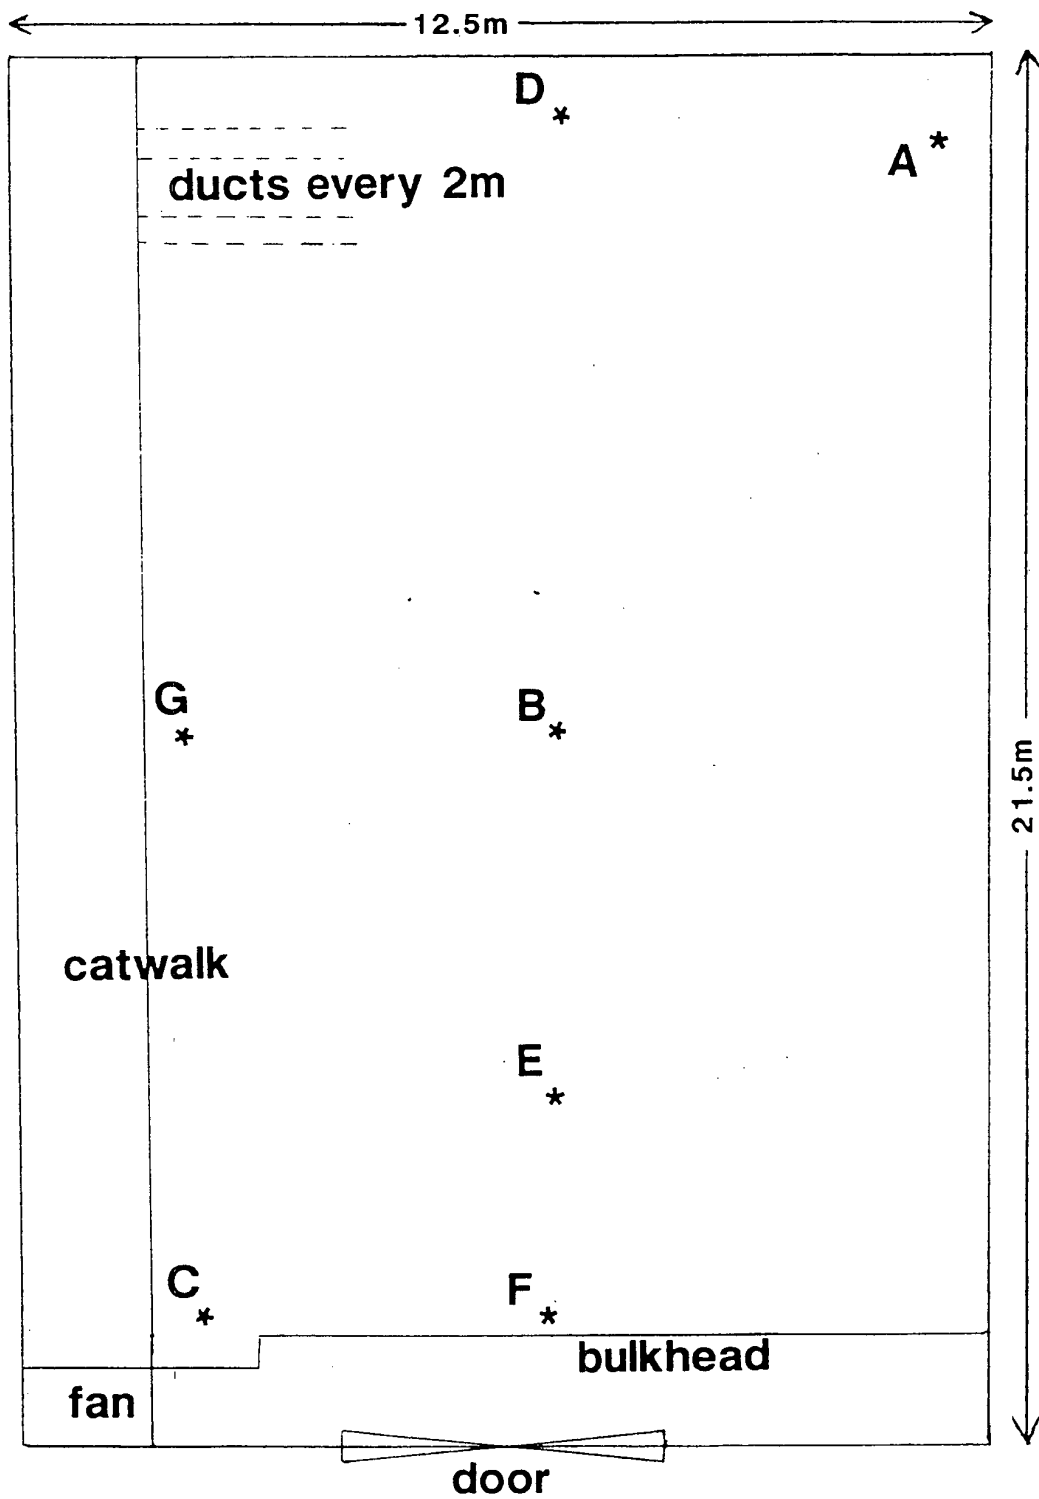 12.5m
D
A
ducts every 2m
G
B
21.5m
catwalk
E
C
F
bulkhead
fan
door